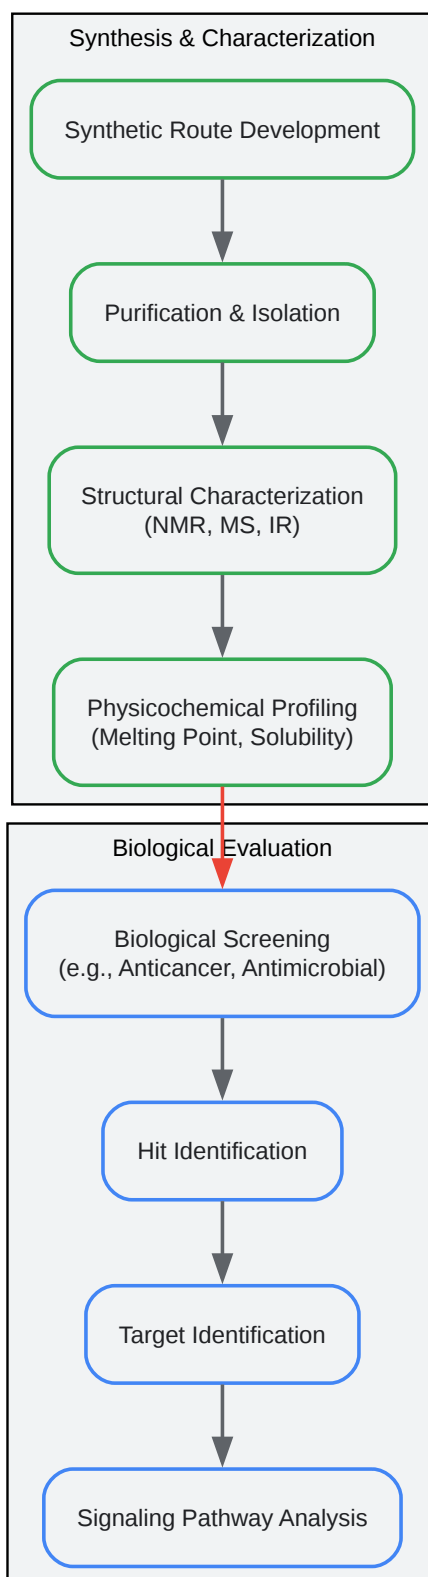 Synthesis & Characterization
Synthetic Route Development
Purification & Isolation
Structural Characterization
(NMR, MS, IR)
Physicochemical Profiling
(Melting Point, Solubility)
Biological Evaluation
Biological Screening
(e.g., Anticancer, Antimicrobial)
Hit Identification
Target Identification
Signaling Pathway Analysis